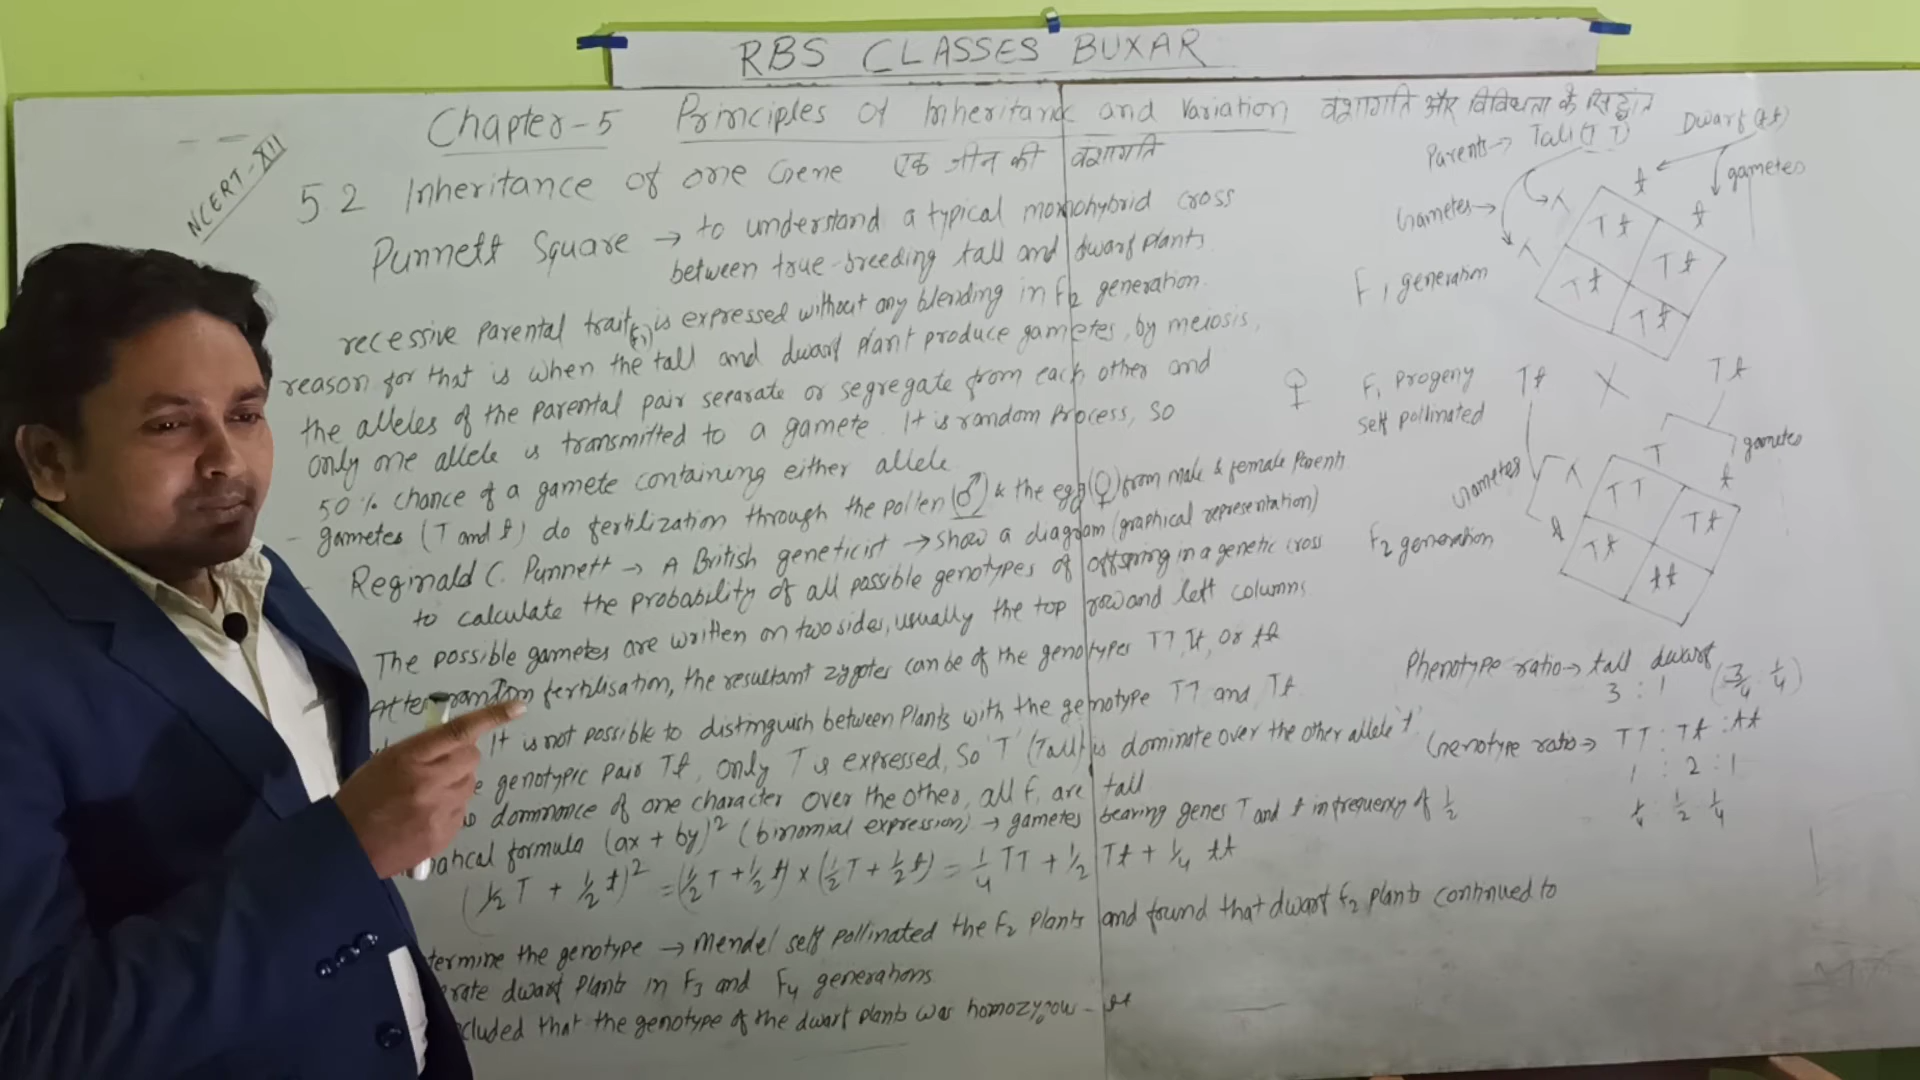 RBS CLASSES BUXAR
Chapter-5 Principles of Inheritance and Variation वंशागति और विविधता के सिद्धांत
NCERT-XII
5.2 Inheritance of one Gene एक जीन की वंशागति
Punnett Square → to understand a typical monohybrid cross
between true-breeding tall and dwarf plants.
recessive parental trait is expressed without any blending in F2 generation.
reason for that is when the tall and dwarf plant produce gametes, by meiosis,
the alleles of the parental pair separate or segregate from each other and
only one allele is transmitted to a gamete. It is random process, so
50% chance of a gamete containing either allele
- gametes (T and t) do fertilization through the pollen (♂) & the egg (♀) from male & female parents
- Reginald C. Punnett → A British geneticist → show a diagram (graphical representation)
to calculate the probability of all possible genotypes of offspring in a genetic cross
The possible gametes are written on two sides, usually the top row and left columns
After random fertilisation, the resultant zygotes can be of the genotypes TT, Tt, or tt
It is not possible to distinguish between plants with the genotype TT and Tt
genotypic pair Tt, only T is expressed, so 'T' (Tall) is dominate over the other allele 't'.
domnance of one character over the other, all F1 are tall
formula (ax + by)² (binomial expression) → gametes bearing genes T and t in frequency of ½
(½ T + ½ t)² = (½ T + ½ t) × (½ T + ½ t) = ¼ TT + ½ Tt + ¼ tt
the genotype → Mendel self pollinated the F2 plants and found that dwarf F2 plants continued to
dwarf plants in F3 and F4 generations
that the genotype of the dwarf plants was homozygous - tt
Parents → Tall (TT) Dwarf (tt)
Gametes → T t gametes
T t
Tt Tt
Tt Tt
F1 generation
♀ F1 Progeny Tt X Tt
self pollinated
Gametes T T gametes
t t
TT Tt
Tt tt
F2 generation
Phenotype ratio → tall dwarf
3 : 1 (¾ : ¼)
Genotype ratio → TT : Tt : tt
1 : 2 : 1
¼ : ½ : ¼